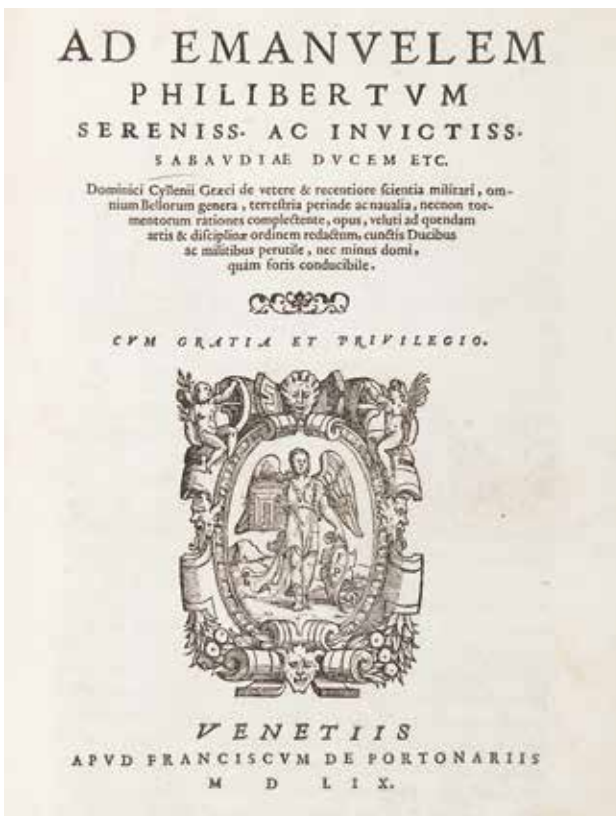 AD EMANVELEM
PHILIBERTVM
SERENISS. AC INVICTISS.
SABAVDIAE DVCEM ETC.
Dominici Cyllenii Græci de vetere & recentiore ſcientia militari, om-
nium Bellorum genera, terreſtria perinde ac naualia, necnon tor-
mentorum rationes complectente, opus, veluti ad quendam
artis & diſciplinæ ordinem redactum, cunctis Ducibus
ac militibus perutile, nec minus domi,
quàm foris conducibile.
CVM GRATIA ET PRIVILEGIO.
VENETIIS
APVD FRANCISCVM DE PORTONARIIS
M D LIX.